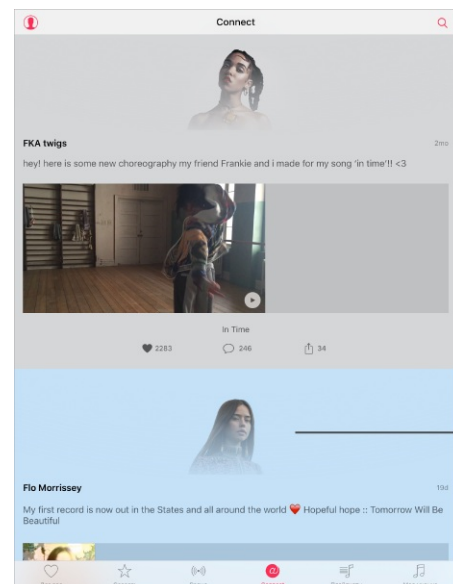 Connect
FKA twigs 2mo
hey! here is some new choreography my friend Frankie and i made for my song 'in time'!! <3
In Time
2283 246 34
Flo Morrissey 19d
My first record is now out in the States and all around the world ❤️ Hopeful hope :: Tomorrow Will Be
Beautiful